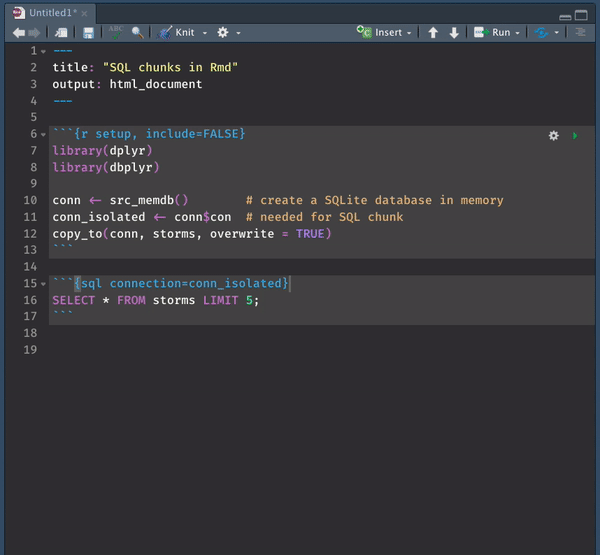 Untitled1*
ABC Knit Insert Run
1 ---
2 title: "SQL chunks in Rmd"
3 output: html_document
4 ---
5
6 ```{r setup, include=FALSE}
7 library(dplyr)
8 library(dbplyr)
9
10 conn <- src_memdb() # create a SQLite database in memory
11 conn_isolated <- conn$con # needed for SQL chunk
12 copy_to(conn, storms, overwrite = TRUE)
13 ```
14
15 ```{sql connection=conn_isolated}
16 SELECT * FROM storms LIMIT 5;
17 ```
18
19